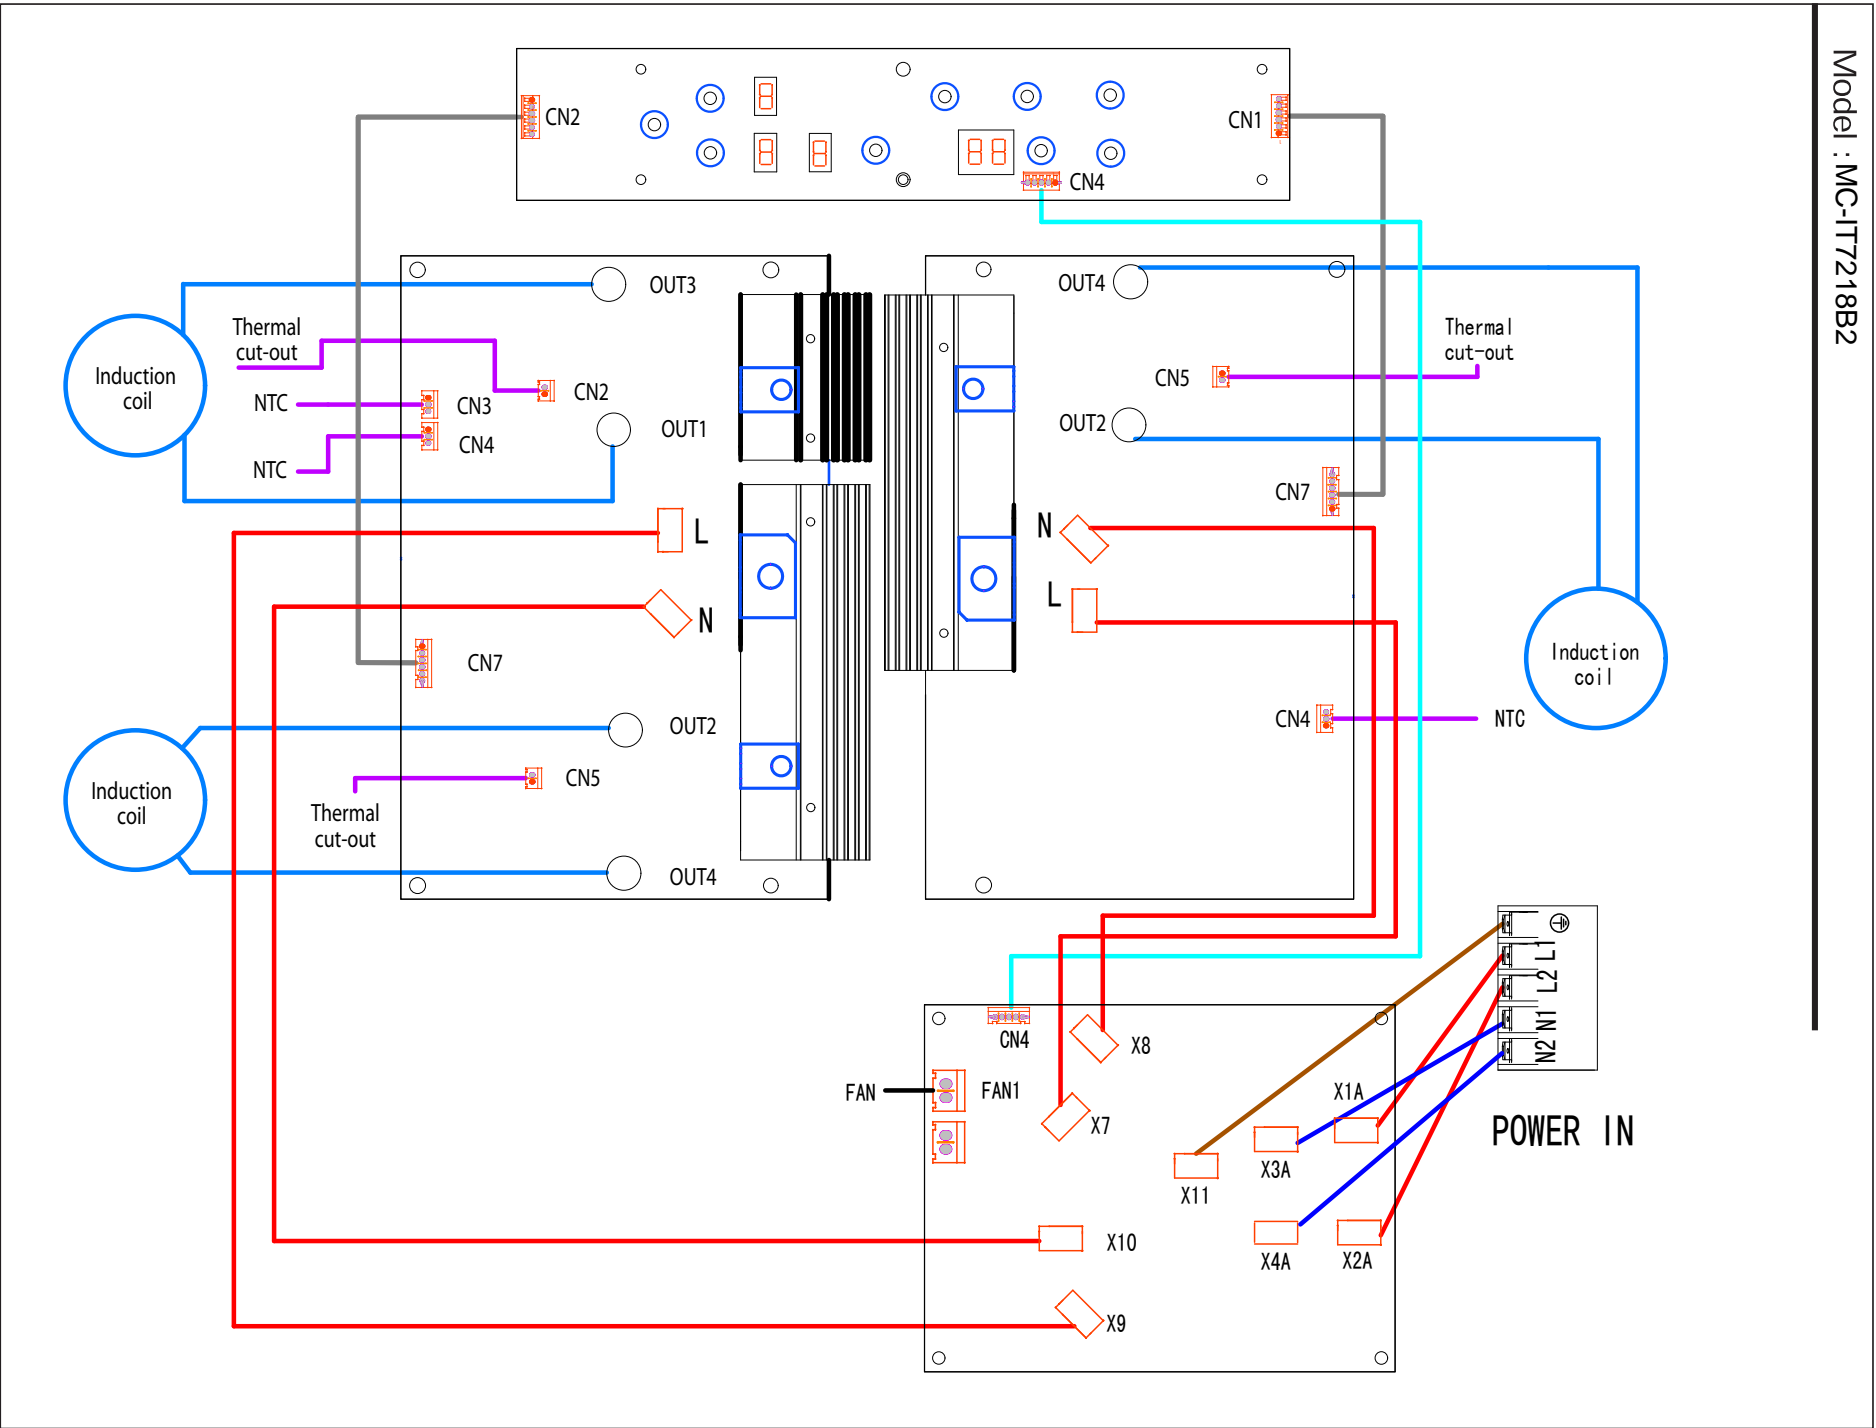 Model :MC-IT7218B2
CN2
CN1
CN4
OUT3
Thermal
cut-out
Induction
coil
NTC
CN3
CN2
CN4
NTC
OUT1
L
N
CN7
OUT2
Induction
coil
CN5
Thermal
cut-out
OUT4
OUT4
Thermal
cut-out
CN5
OUT2
CN7
N
L
Induction
coil
CN4
NTC
L1
L2
N1
N2
POWER IN
CN4
X8
FAN
FAN1
X7
X1A
X3A
X11
X10
X4A
X2A
X9